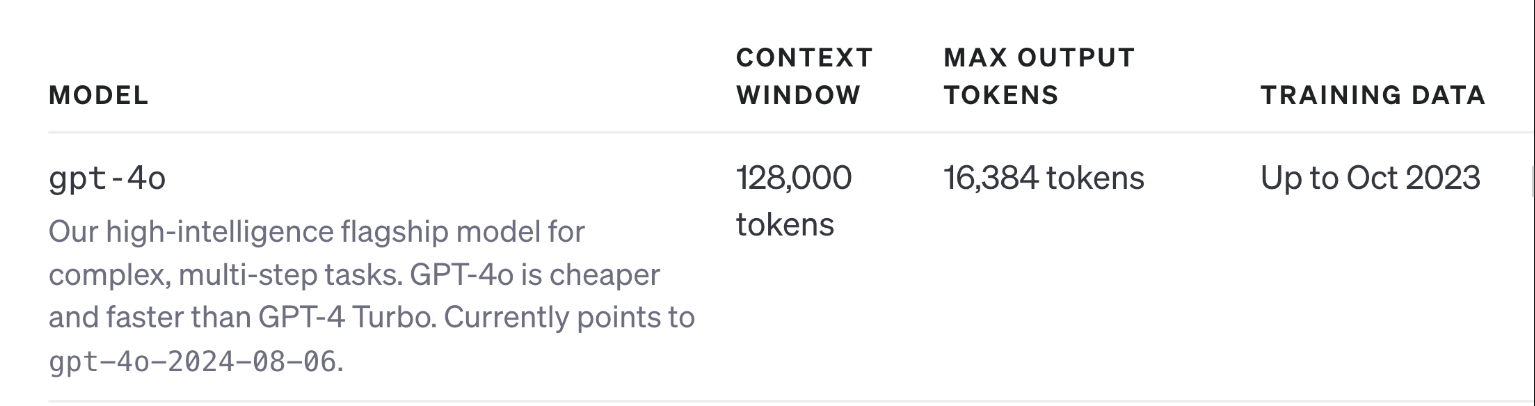 MODEL
CONTEXT
WINDOW
MAX OUTPUT
TOKENS
TRAINING DATA
gpt-4o
Our high-intelligence flagship model for
complex, multi-step tasks. GPT-4o is cheaper
and faster than GPT-4 Turbo. Currently points to
gpt-4o-2024-08-06.
128,000
tokens
16,384 tokens
Up to Oct 2023